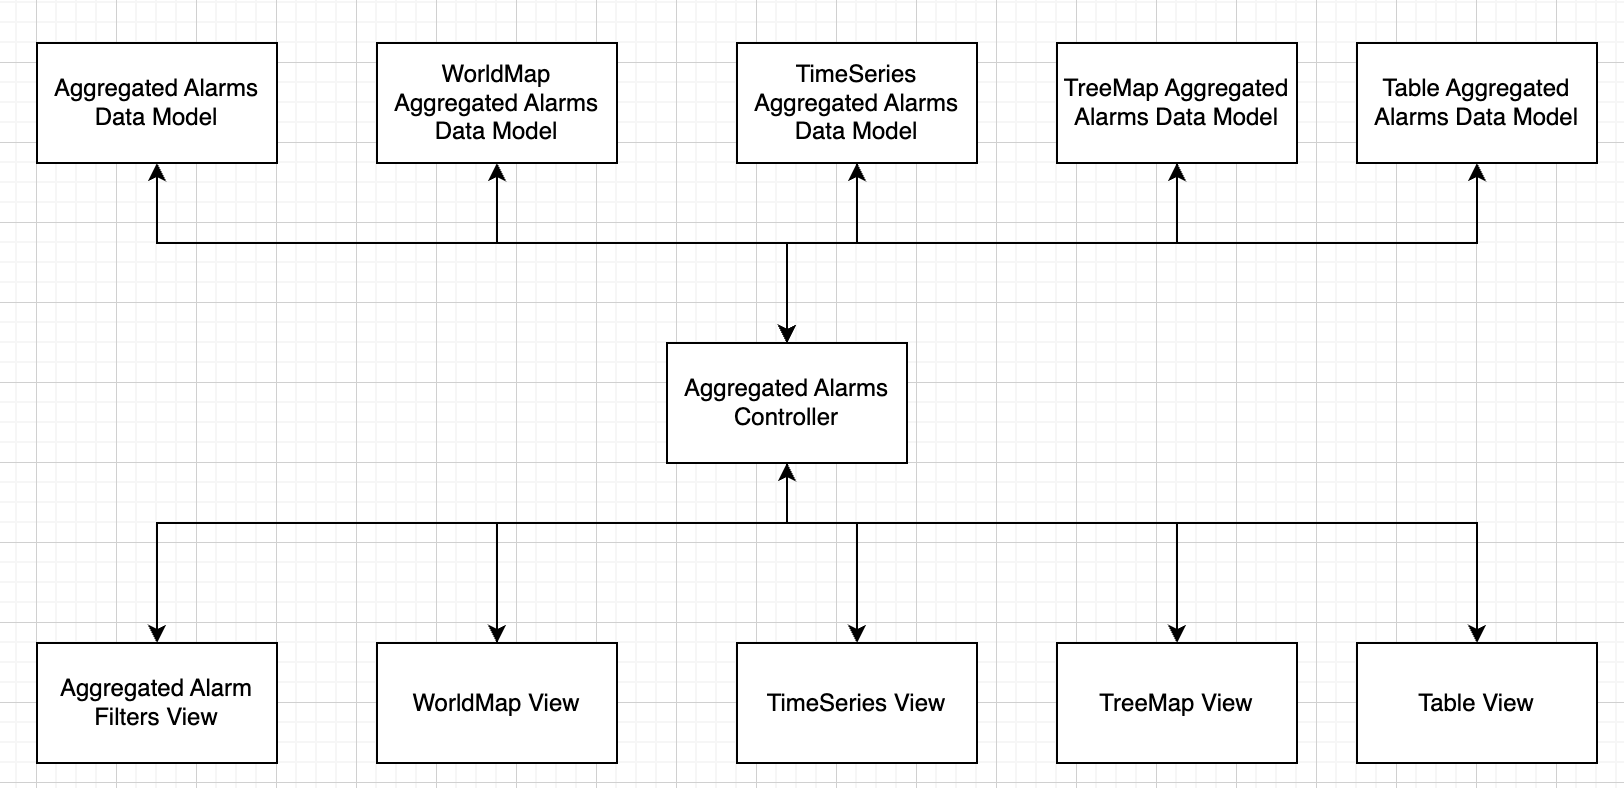 Aggregated Alarms
Data Model
WorldMap
Aggregated Alarms
Data Model
TimeSeries
Aggregated Alarms
Data Model
TreeMap Aggregated
Alarms Data Model
Table Aggregated
Alarms Data Model
Aggregated Alarms
Controller
Aggregated Alarm
Filters View
WorldMap View
TimeSeries View
TreeMap View
Table View